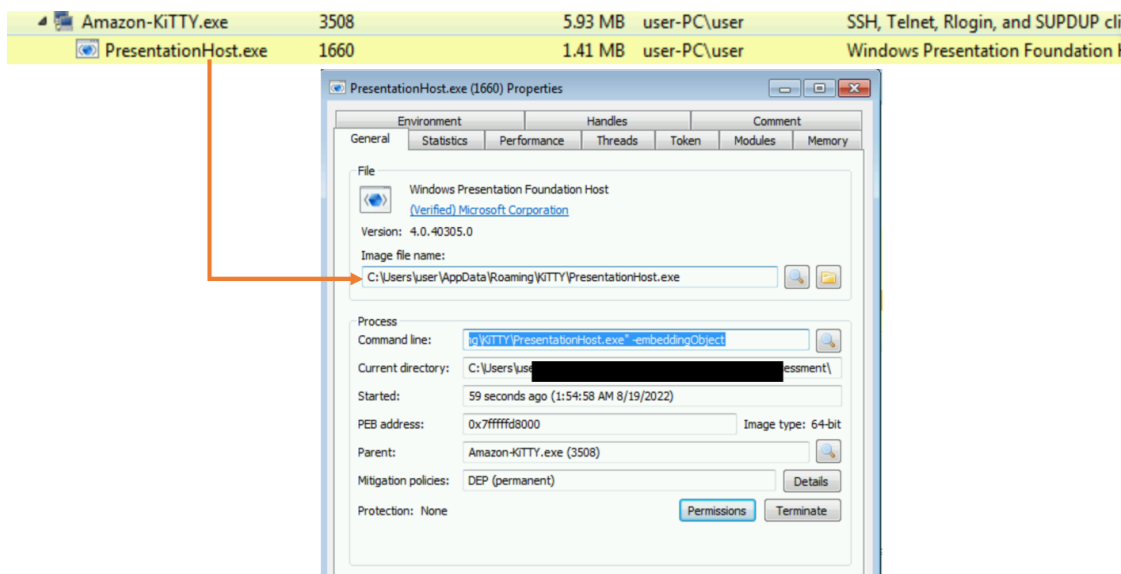 Amazon-KiTTY.exe 3508 5.93 MB user-PC\user SSH, Telnet, Rlogin, and SUPDUP cli
PresentationHost.exe 1660 1.41 MB user-PC\user Windows Presentation Foundation
PresentationHost.exe (1660) Properties
Environment Handles Comment
General Statistics Performance Threads Token Modules Memory
File
Windows Presentation Foundation Host
(Verified) Microsoft Corporation
Version: 4.0.40305.0
Image file name:
C:\Users\user\AppData\Roaming\KiTTY\PresentationHost.exe
Process
Command line: ng\KiTTY\PresentationHost.exe" -embeddingObject
Current directory: C:\Users\use essment\
Started: 59 seconds ago (1:54:58 AM 8/19/2022)
PEB address: 0x7fffffd8000 Image type: 64-bit
Parent: Amazon-KiTTY.exe (3508)
Mitigation policies: DEP (permanent) Details
Protection: None Permissions Terminate